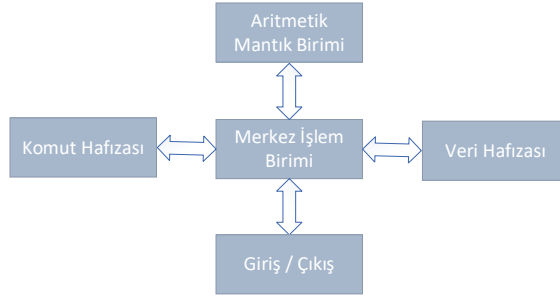 Aritmetik
Mantık Birimi
Komut Hafızası
Merkez İşlem
Birimi
Veri Hafızası
Giriş / Çıkış